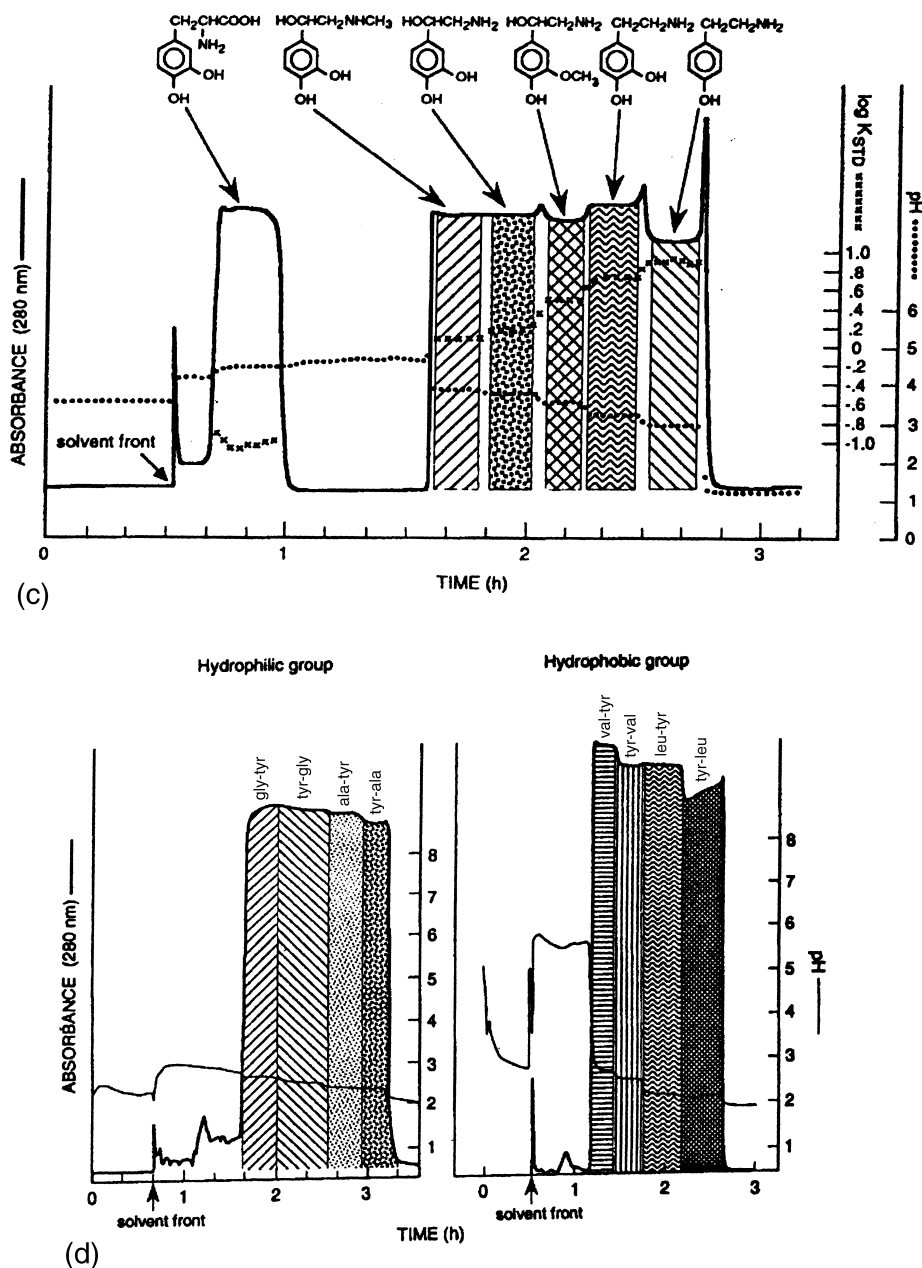 CH₂CHCOOH HOCHCH₂NHCH₃ HOCHCH₂NH₂ HOCHCH₂NH₂ CH₂CH₂NH₂ CH₂CH₂NH₂
NH₂
OH OH OH OCH₃ OH
OH OH OH OH OH OH
ABSORBANCE (280 nm)
solvent front
log KSTD
1.0
.8
.6
.4
.2
0
-.2
-.4
-.6
-.8
-1.0
pH
6
5
4
3
2
1
0
0 1 2 3
TIME (h)
(c)
Hydrophilic group
Hydrophobic group
ABSORBANCE (280 nm)
gly-tyr
tyr-gly
ala-tyr
tyr-ala
8
7
6
5
4
3
2
1
0 1 2 3
solvent front
val-tyr
tyr-val
leu-tyr
tyr-leu
8
7
6
5
4
3
2
1
pH
0 1 2 3
solvent front
TIME (h)
(d)